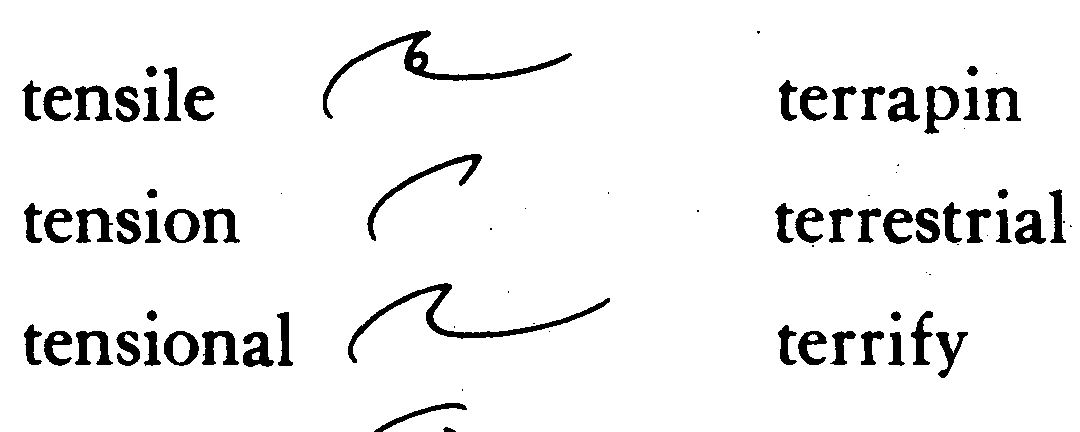 tensile
tension
tensional
terrapin
terrestrial
terrify